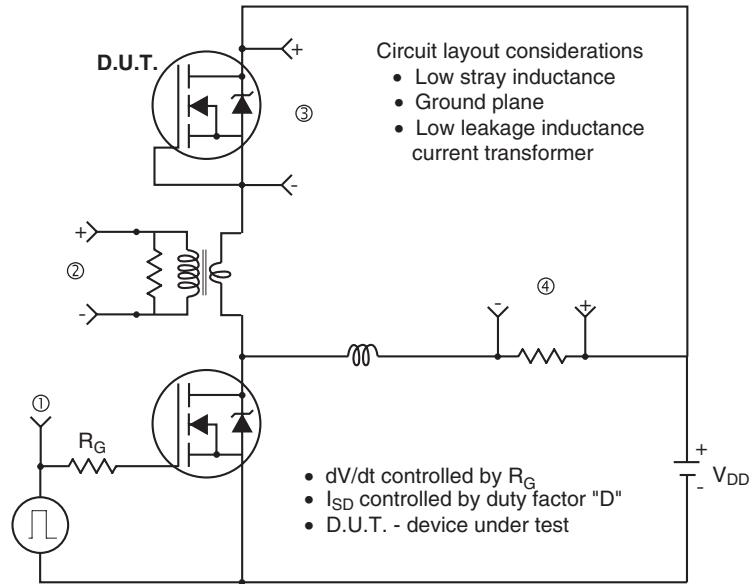 D.U.T.
+
Circuit layout considerations
• Low stray inductance
• Ground plane
• Low leakage inductance
current transformer
③
-
+
②
-
④
-
+
①
R_G
+
V_DD
-
• dV/dt controlled by R_G
• I_SD controlled by duty factor "D"
• D.U.T. - device under test